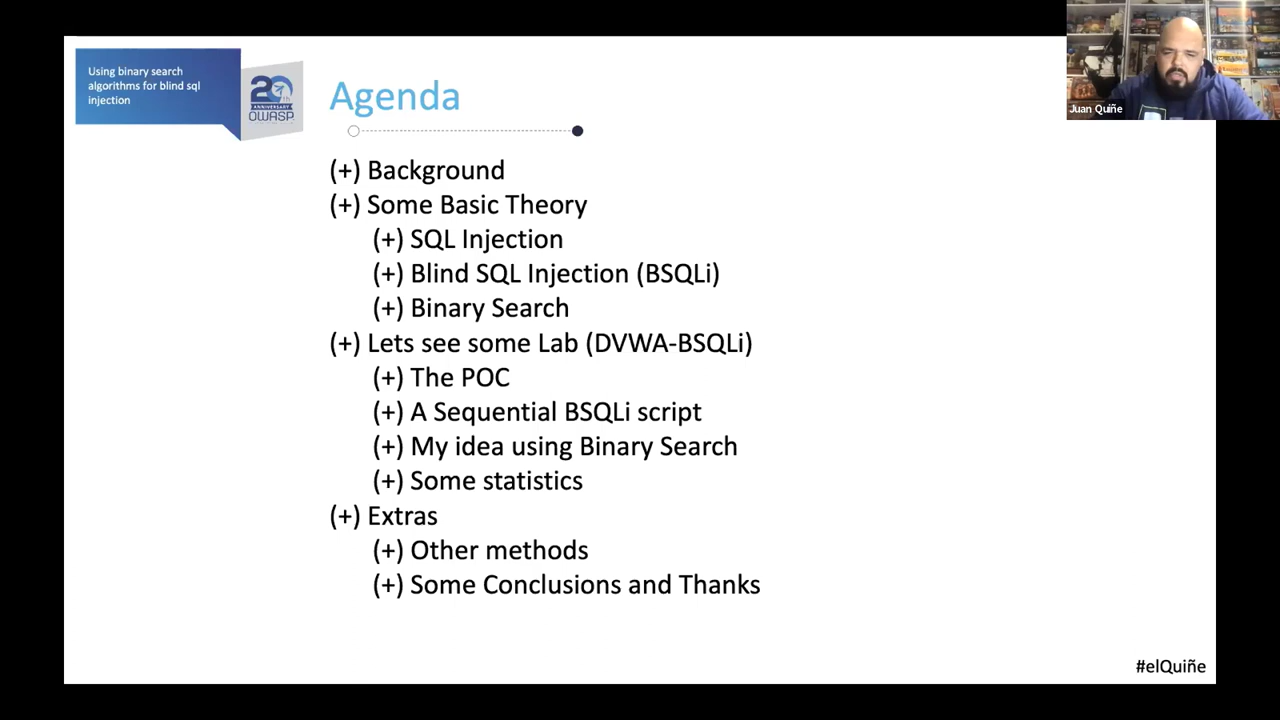 Using binary search
algorithms for blind sql
injection
20th
ANNIVERSARY
OWASP
Agenda
Juan Quiñe
(+) Background
(+) Some Basic Theory
(+) SQL Injection
(+) Blind SQL Injection (BSQLi)
(+) Binary Search
(+) Lets see some Lab (DVWA-BSQLi)
(+) The POC
(+) A Sequential BSQLi script
(+) My idea using Binary Search
(+) Some statistics
(+) Extras
(+) Other methods
(+) Some Conclusions and Thanks
#elQuiñe